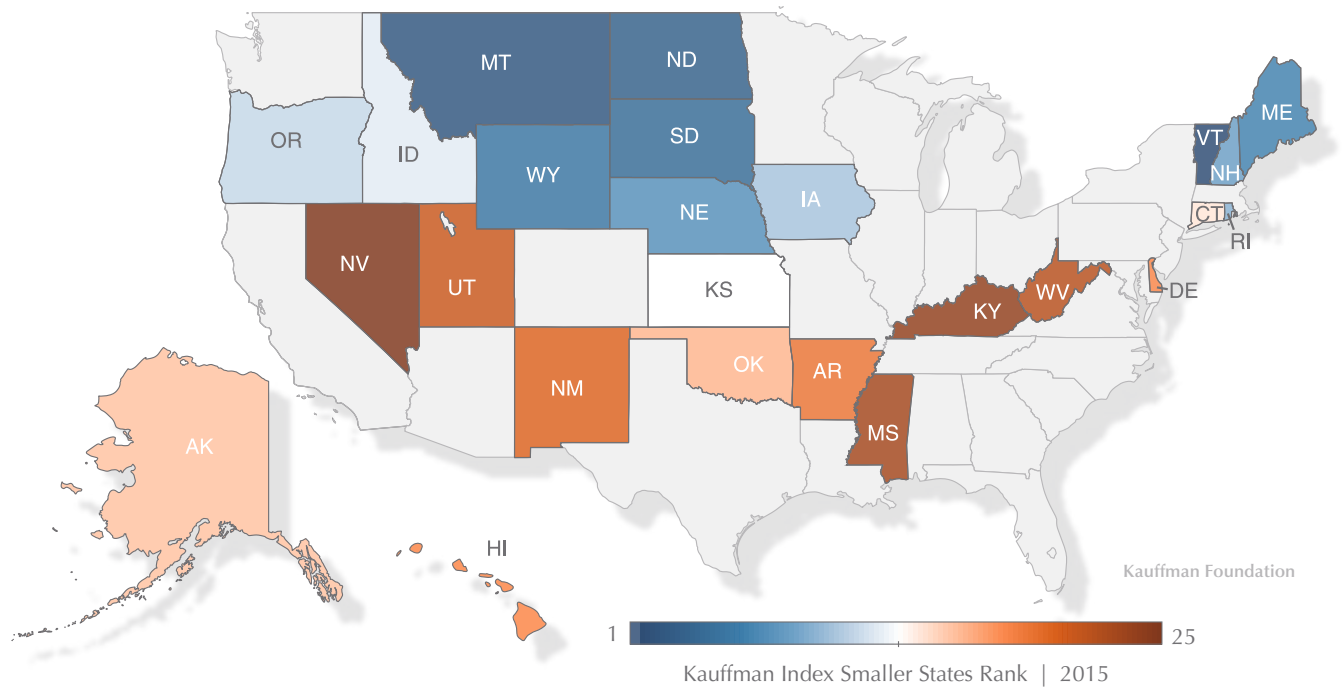 MT
ND
ME
VT
OR
SD
ID
NH
WY
IA
NE
CT
RI
NV
UT
KS
DE
WV
KY
OK
AR
NM
MS
AK
HI
Kauffman Foundation
1
25
Kauffman Index Smaller States Rank | 2015